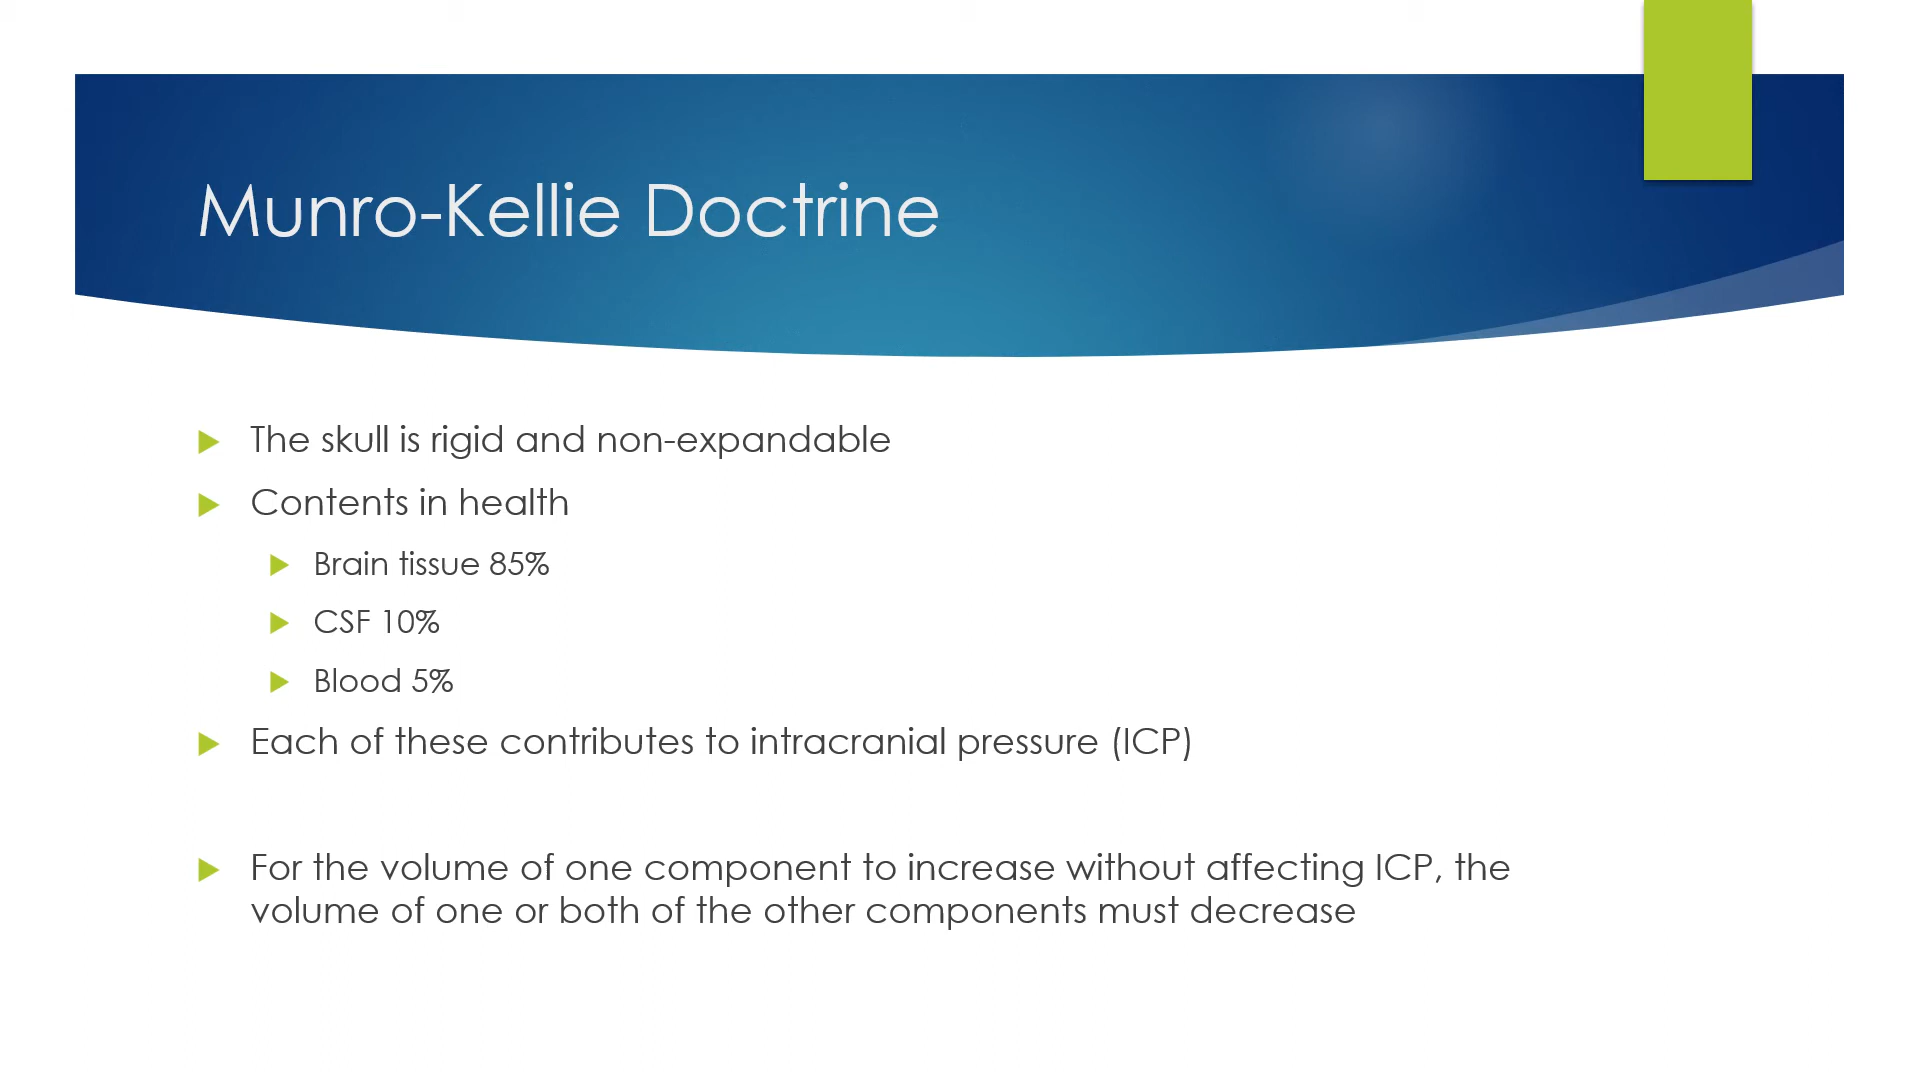 Munro-Kellie Doctrine
The skull is rigid and non-expandable
Contents in health
Brain tissue 85%
CSF 10%
Blood 5%
Each of these contributes to intracranial pressure (ICP)
For the volume of one component to increase without affecting ICP, the
volume of one or both of the other components must decrease